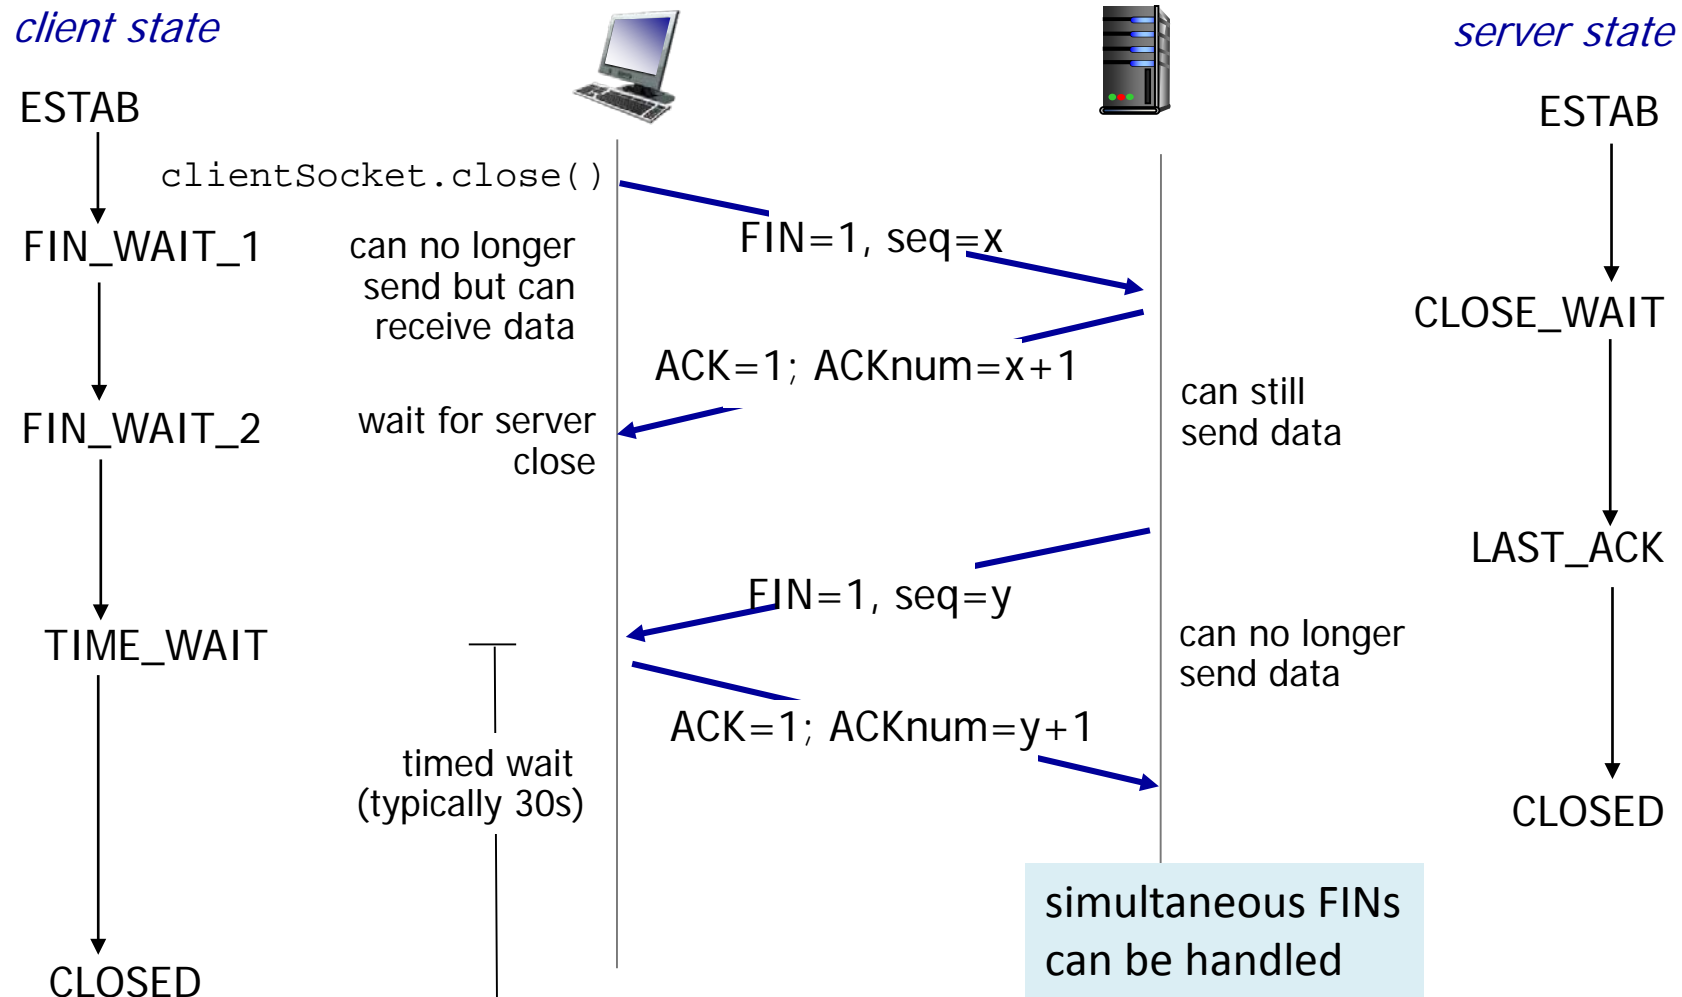 client state
server state
ESTAB
ESTAB
clientSocket.close()
FIN_WAIT_1
can no longer
send but can
receive data
FIN=1, seq=x
CLOSE_WAIT
ACK=1; ACKnum=x+1
can still
send data
FIN_WAIT_2
wait for server
close
LAST_ACK
FIN=1, seq=y
can no longer
send data
TIME_WAIT
ACK=1; ACKnum=y+1
timed wait
(typically 30s)
CLOSED
simultaneous FINs
can be handled
CLOSED